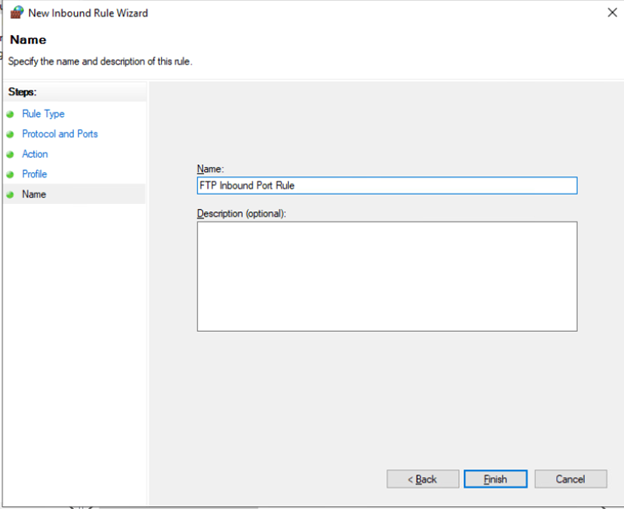 New Inbound Rule Wizard
Name
Specify the name and description of this rule.
Steps:
Rule Type
Protocol and Ports
Action
Profile
Name
Name:
FTP Inbound Port Rule
Description (optional):
< Back
Finish
Cancel